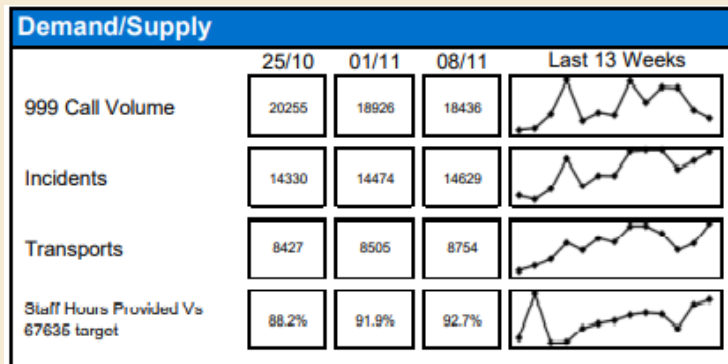 Demand/Supply
25/10 01/11 08/11 Last 13 Weeks
999 Call Volume 20255 18926 18436
Incidents 14330 14474 14629
Transports 8427 8505 8754
Staff Hours Provided Vs
67635 target 88.2% 91.9% 92.7%